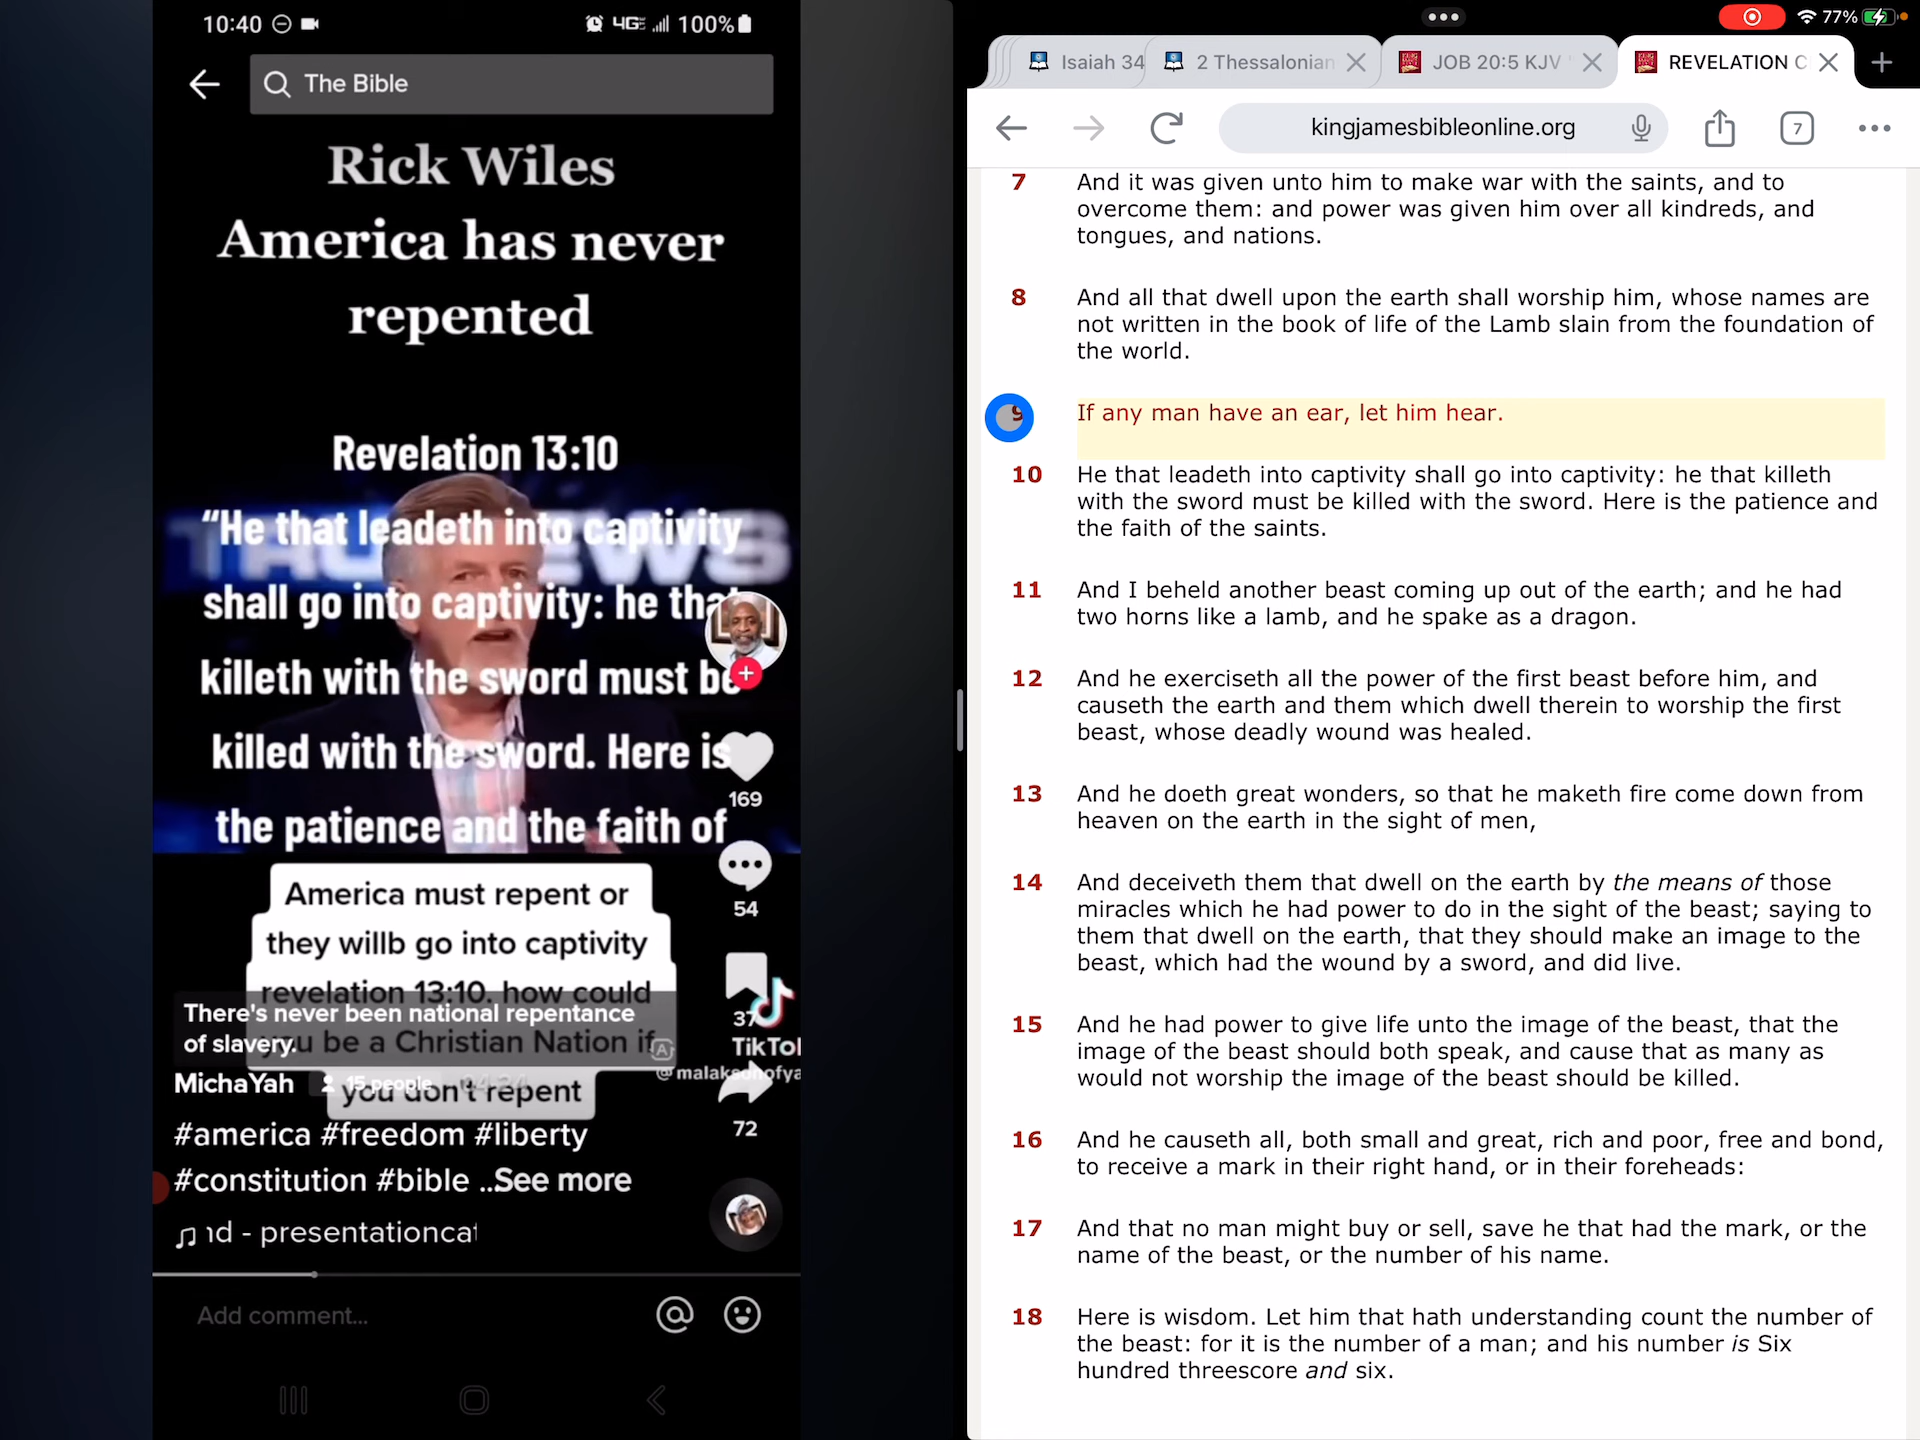 10:40
4G
100%
The Bible
Rick Wiles
America has never
repented
Revelation 13:10
“He that leadeth into captivity
shall go into captivity: he that
killeth with the sword must be
killed with the sword. Here is
the patience and the faith of
169
54
37
TikTo
@malaksonofya
72
America must repent or
they willb go into captivity
revelation 13:10. how could
you be a Christian Nation if
you don't repent
There's never been national repentance
of slavery.
MichaYah
15 people
#america #freedom #liberty
#constitution #bible ...See more
nd - presentationcat
Add comment...
77%
Isaiah 34
2 Thessalonian
JOB 20:5 KJV
REVELATION C
kingjamesbibleonline.org
7
7 And it was given unto him to make war with the saints, and to
overcome them: and power was given him over all kindreds, and
tongues, and nations.
8 And all that dwell upon the earth shall worship him, whose names are
not written in the book of life of the Lamb slain from the foundation of
the world.
9 If any man have an ear, let him hear.
10 He that leadeth into captivity shall go into captivity: he that killeth
with the sword must be killed with the sword. Here is the patience and
the faith of the saints.
11 And I beheld another beast coming up out of the earth; and he had
two horns like a lamb, and he spake as a dragon.
12 And he exerciseth all the power of the first beast before him, and
causeth the earth and them which dwell therein to worship the first
beast, whose deadly wound was healed.
13 And he doeth great wonders, so that he maketh fire come down from
heaven on the earth in the sight of men,
14 And deceiveth them that dwell on the earth by the means of those
miracles which he had power to do in the sight of the beast; saying to
them that dwell on the earth, that they should make an image to the
beast, which had the wound by a sword, and did live.
15 And he had power to give life unto the image of the beast, that the
image of the beast should both speak, and cause that as many as
would not worship the image of the beast should be killed.
16 And he causeth all, both small and great, rich and poor, free and bond,
to receive a mark in their right hand, or in their foreheads:
17 And that no man might buy or sell, save he that had the mark, or the
name of the beast, or the number of his name.
18 Here is wisdom. Let him that hath understanding count the number of
the beast: for it is the number of a man; and his number is Six
hundred threescore and six.